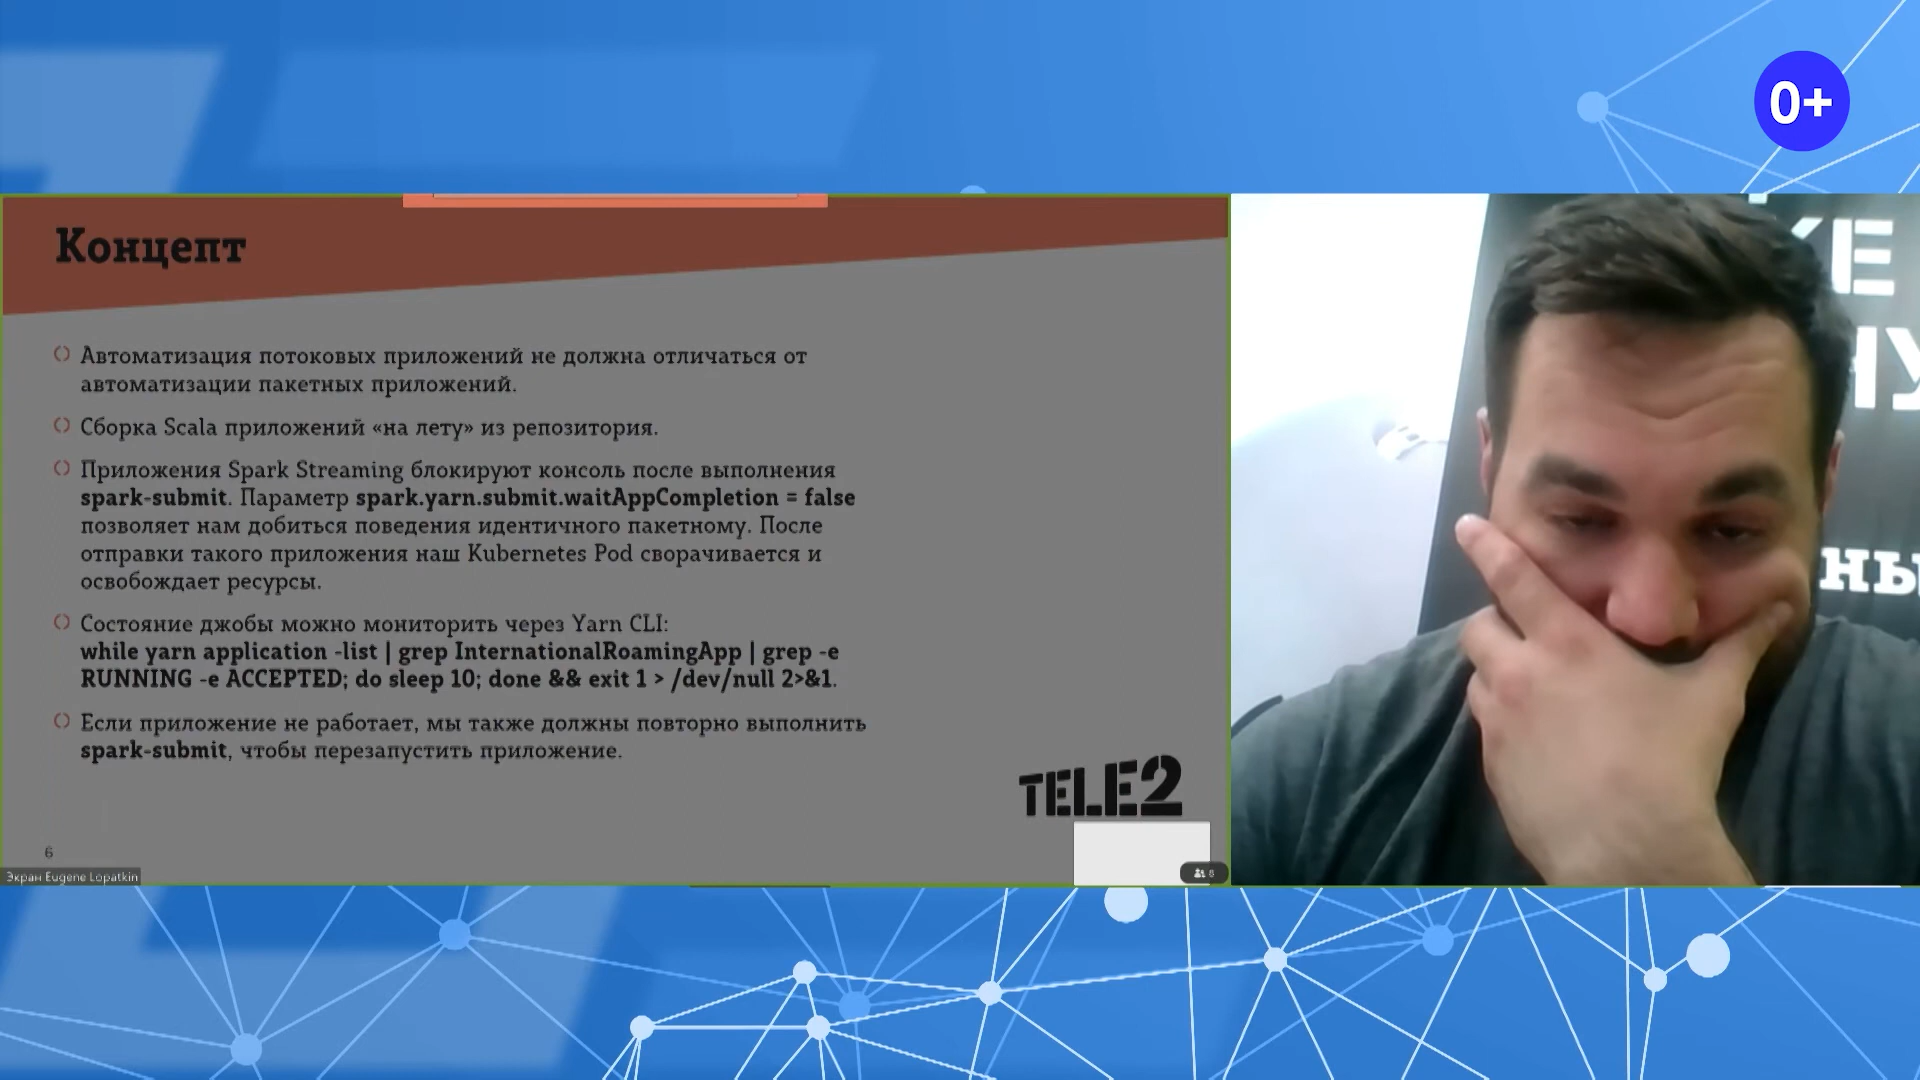 0+
Концепт
Автоматизация потоковых приложений не должна отличаться от
автоматизации пакетных приложений.
Сборка Scala приложений «на лету» из репозитория.
Приложения Spark Streaming блокируют консоль после выполнения
spark-submit. Параметр spark.yarn.submit.waitAppCompletion = false
позволяет нам добиться поведения идентичного пакетному. После
отправки такого приложения наш Kubernetes Pod сворачивается и
освобождает ресурсы.
Состояние джобы можно мониторить через Yarn CLI:
while yarn application -list | grep InternationalRoamingApp | grep -e
RUNNING -e ACCEPTED; do sleep 10; done && exit 1 > /dev/null 2>&1.
Если приложение не работает, мы также должны повторно выполнить
spark-submit, чтобы перезапустить приложение.
TELE2
6
Экран Eugene Lopatkin